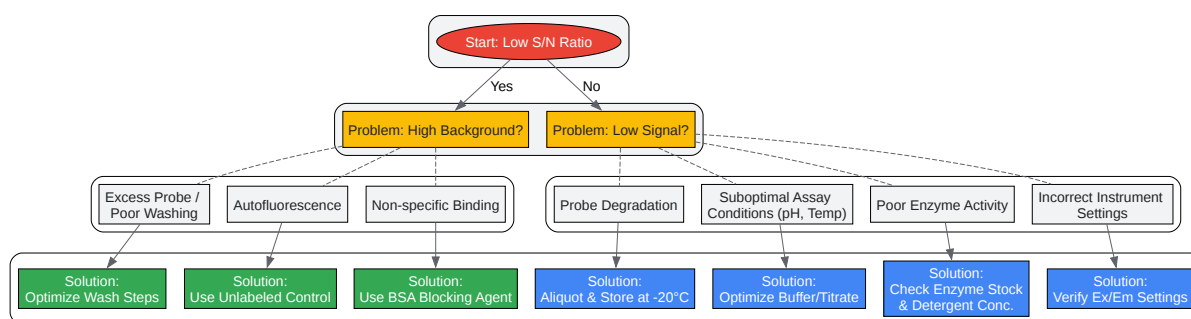 Start: Low S/N Ratio
Yes
No
Problem: High Background?
Problem: Low Signal?
Excess Probe /
Poor Washing
Autofluorescence
Non-specific Binding
Probe Degradation
Suboptimal Assay
Conditions (pH, Temp)
Poor Enzyme Activity
Incorrect Instrument
Settings
Solution:
Optimize Wash Steps
Solution:
Use Unlabeled Control
Solution:
Use BSA Blocking Agent
Solution:
Aliquot & Store at -20°C
Solution:
Optimize Buffer/Titrate
Solution:
Check Enzyme Stock
& Detergent Conc.
Solution:
Verify Ex/Em Settings